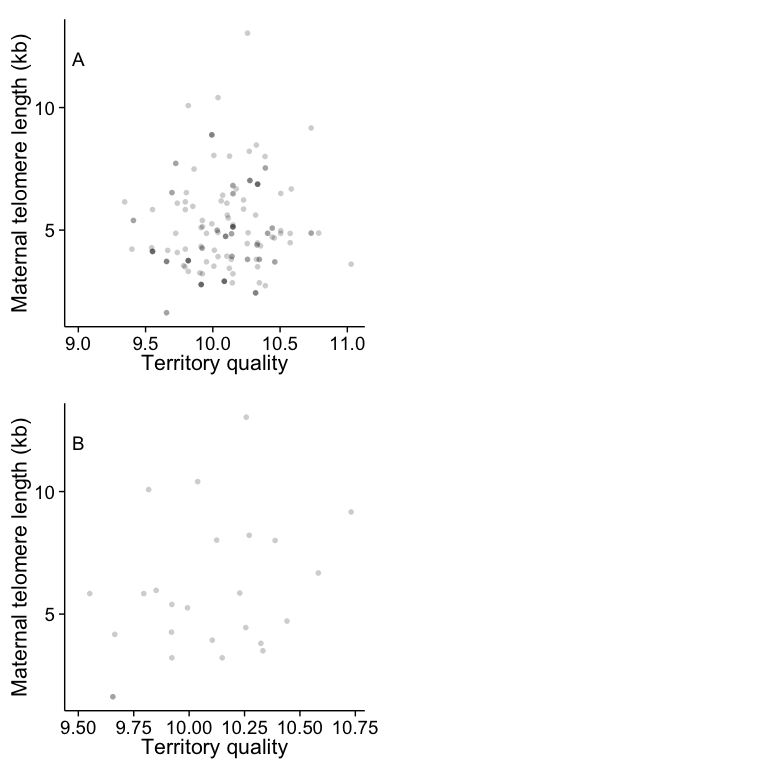 A
Maternal telomere length (kb)
10
5
9.0 9.5 10.0 10.5 11.0
Territory quality
B
Maternal telomere length (kb)
10
5
9.50 9.75 10.00 10.25 10.50 10.75
Territory quality